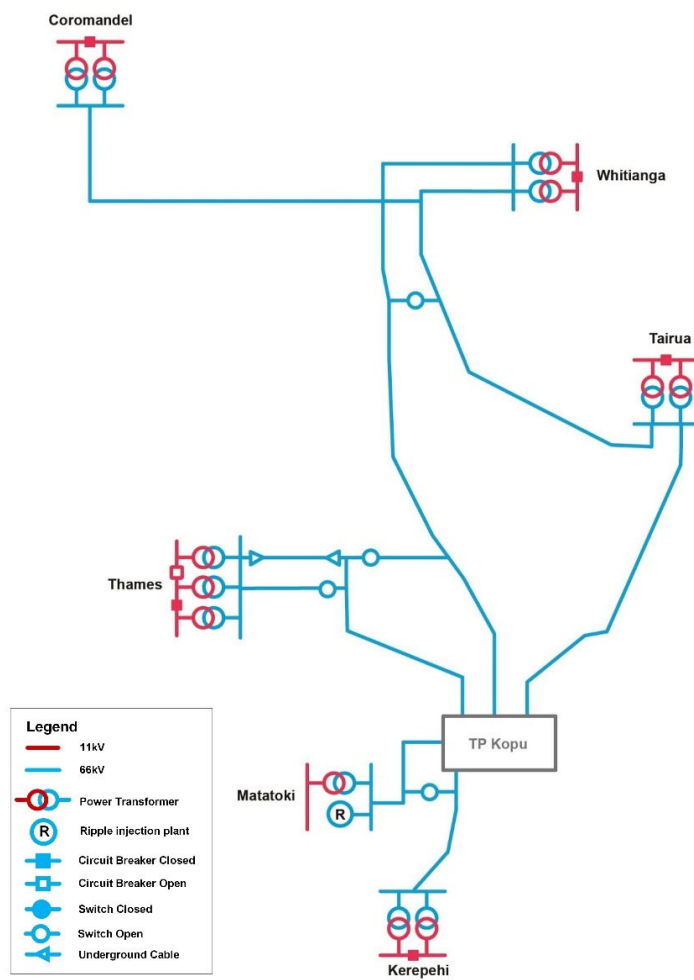 Coromandel
Whitianga
Tairua
Thames
TP Kopu
Matatoki
R
Kerepehi
Legend
11kV
66kV
Power Transformer
R Ripple injection plant
Circuit Breaker Closed
Circuit Breaker Open
Switch Closed
Switch Open
Underground Cable